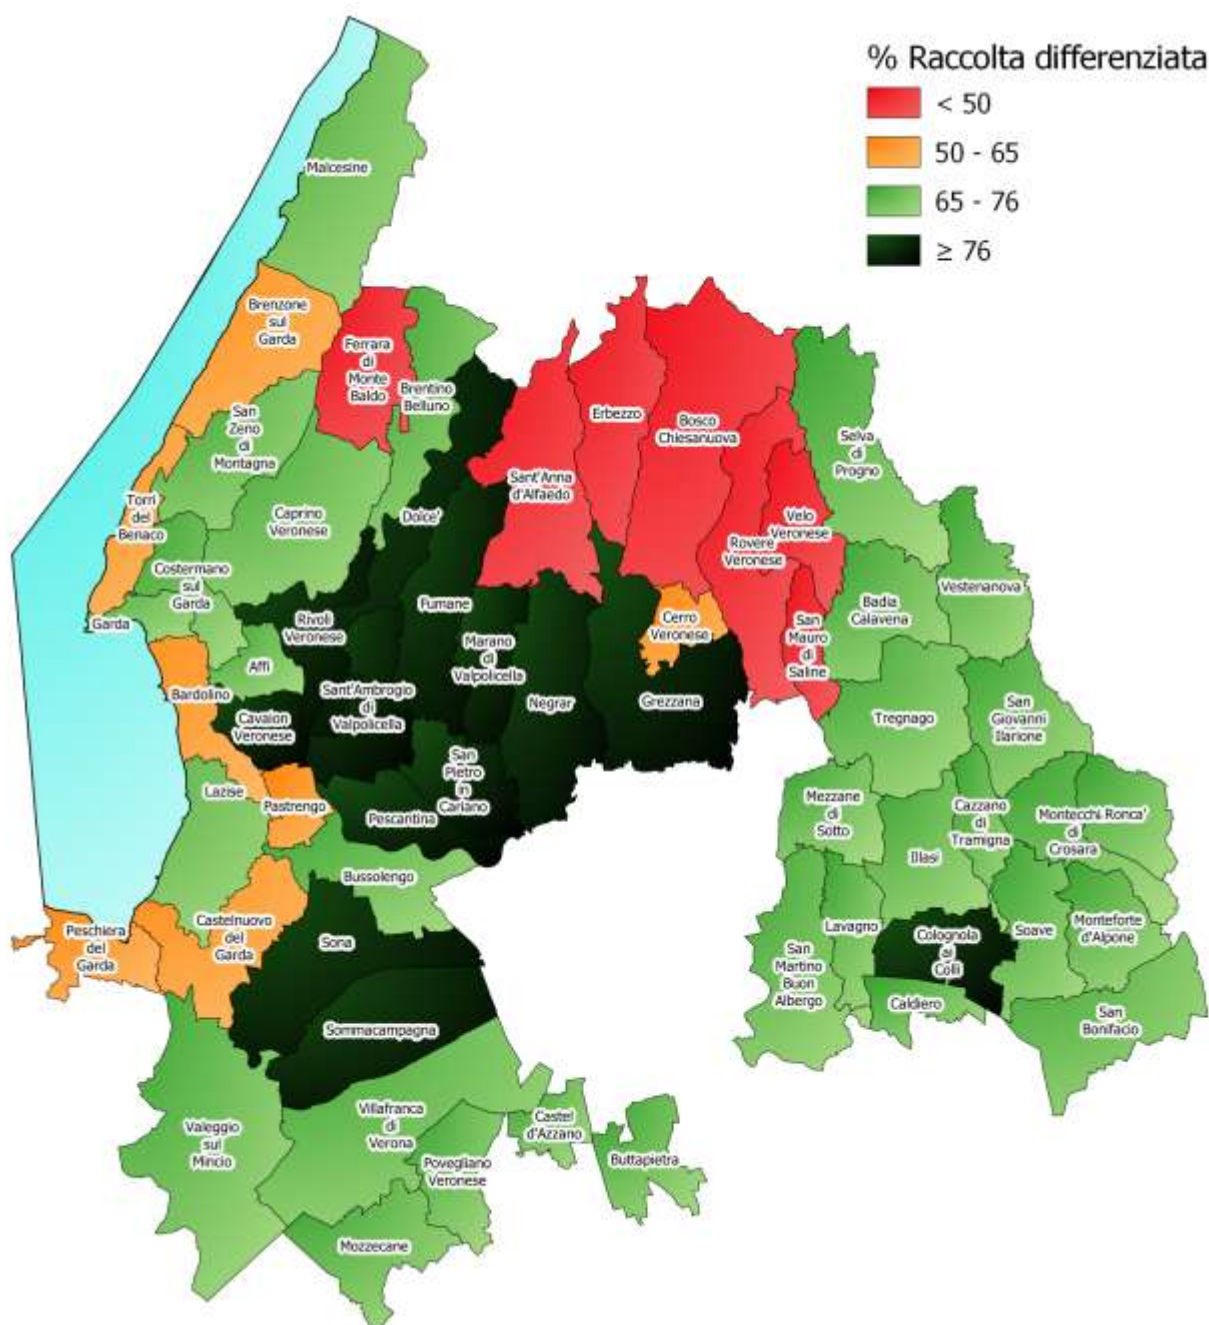 % Raccolta differenziata
< 50
50 - 65
65 - 76
≥ 76
Malcesine
Brenzone
sul
Garda
Ferrara
di
Monte
Baldo
Brentino
Belluno
San
Zeno
di
Montagna
Erbezzo
Bosco
Chiesanuova
Selva
di
Progno
Sant'Anna
d'Alfaedo
Torri
del
Benaco
Caprino
Veronese
Dolce'
Velo
Veronese
Rovere
Veronese
Costermano
sul
Garda
Vestenanova
Badia
Calavena
Garda
Rivoli
Veronese
Fumane
Marano
di
Valpolicella
Cerro
Veronese
San
Mauro
di
Saline
Affi
Bardolino
Cavaion
Veronese
Sant'Ambrogio
di
Valpolicella
Negrar
Grezzana
Tregnago
San
Giovanni
Ilarione
Lazise
Pastrengo
Pescantina
San
Pietro
in
Cariano
Mezzane
di
Sotto
Cazzano
di
Tramigna
Montecchi
di
Crosara
Ronca'
Illasi
Bussolengo
Peschiera
del
Garda
Castelnuovo
del
Garda
Sona
Lavagno
Colognola
ai
Colli
Soave
Monteforte
d'Alpone
San
Martino
Buon
Albergo
Caldiero
San
Bonifacio
Sommacampagna
Valeggio
sul
Mincio
Villafranca
di
Verona
Castel
d'Azzano
Povegliano
Veronese
Buttapietra
Mozzecane